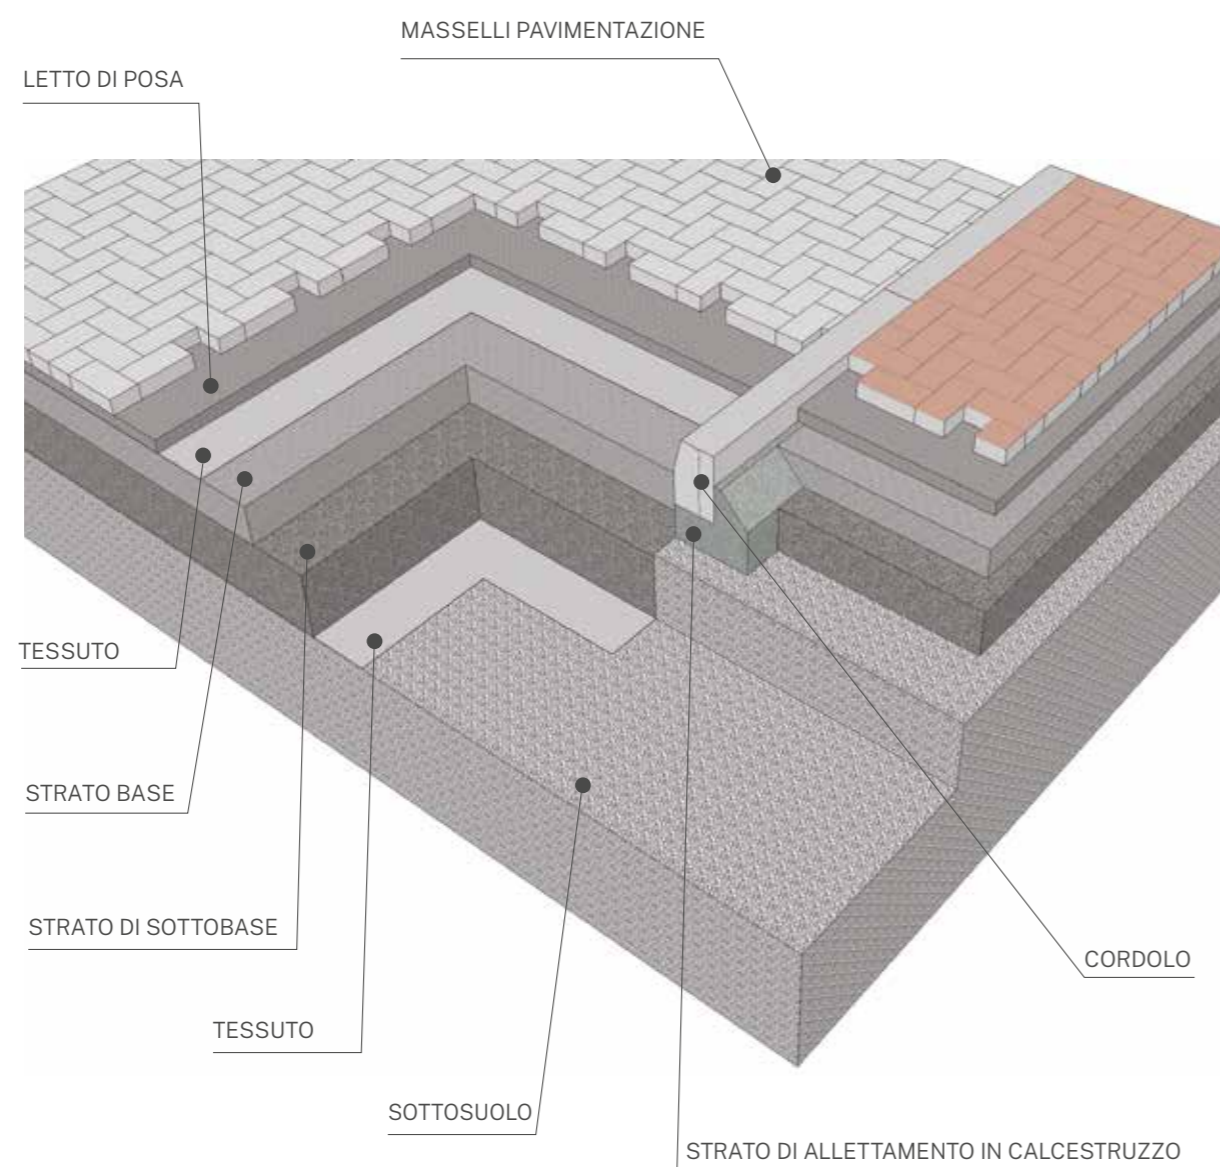 MASSELLI PAVIMENTAZIONE
LETTO DI POSA
TESSUTO
STRATO BASE
STRATO DI SOTTOBASE
CORDOLO
TESSUTO
SOTTOSUOLO
STRATO DI ALLETTAMENTO IN CALCESTRUZZO